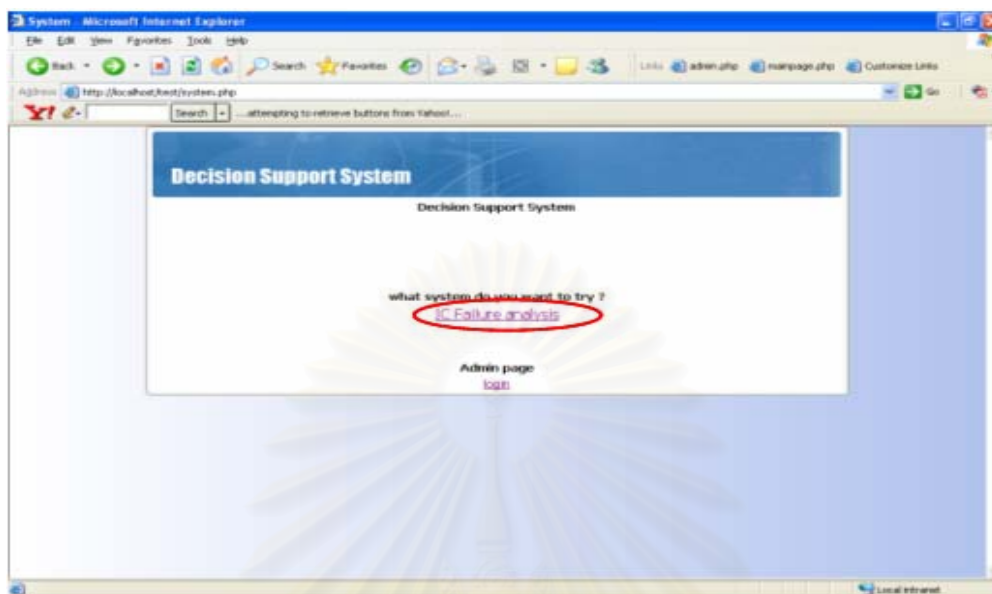 System - Microsoft Internet Explorer
File Edit View Favorites Tools Help
Back Search Favorites Links admin.php mainpage.php Customize Links
Address http://localhost/test/system.php Go
Y! Search ...attempting to retrieve buttons from Yahoo!...
Decision Support System
Decision Support System
what system do you want to try ?
IC Failure analysis
Admin page
login
Local intranet